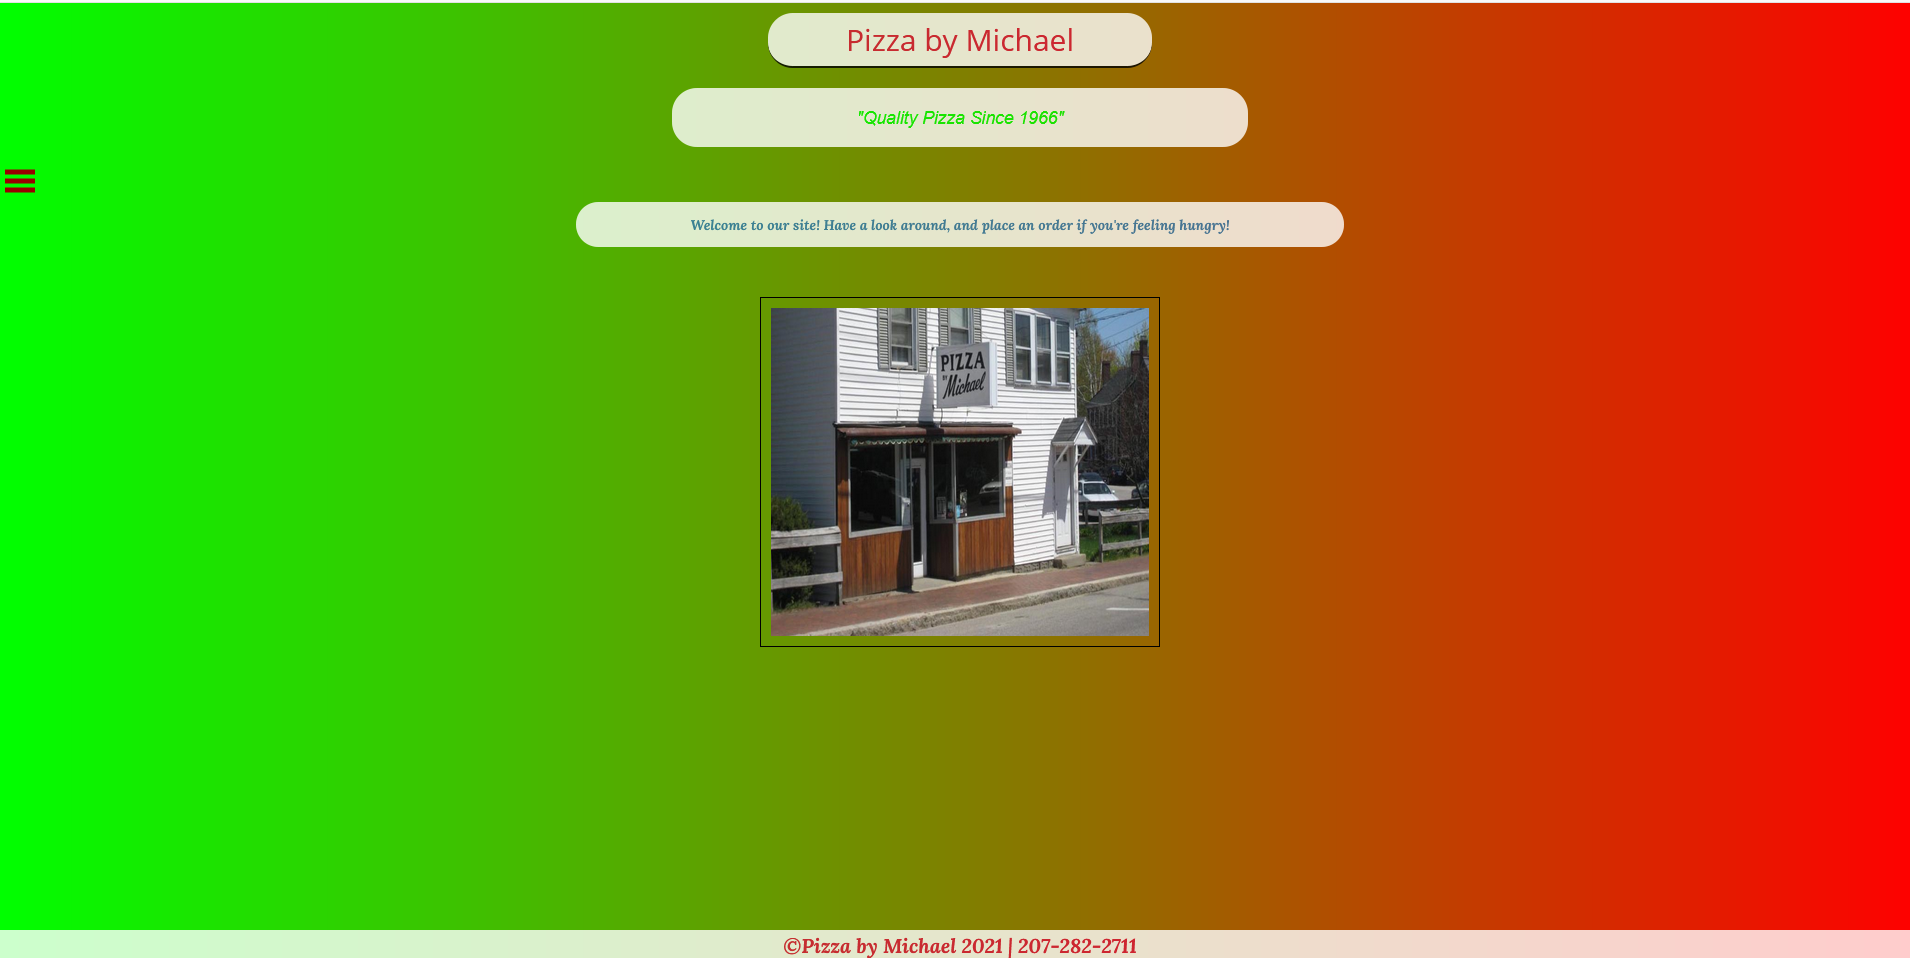 Pizza by Michael
"Quality Pizza Since 1966"
Welcome to our site! Have a look around, and place an order if you're feeling hungry!
PIZZA
BY
Michael
©Pizza by Michael 2021 | 207-282-2711